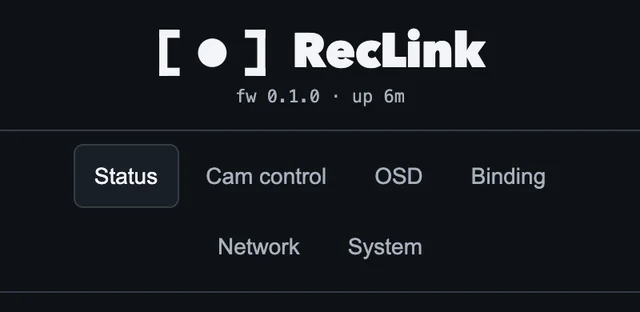 [ ● ] RecLink
fw 0.1.0 · up 6m
Status Cam control OSD Binding
Network System